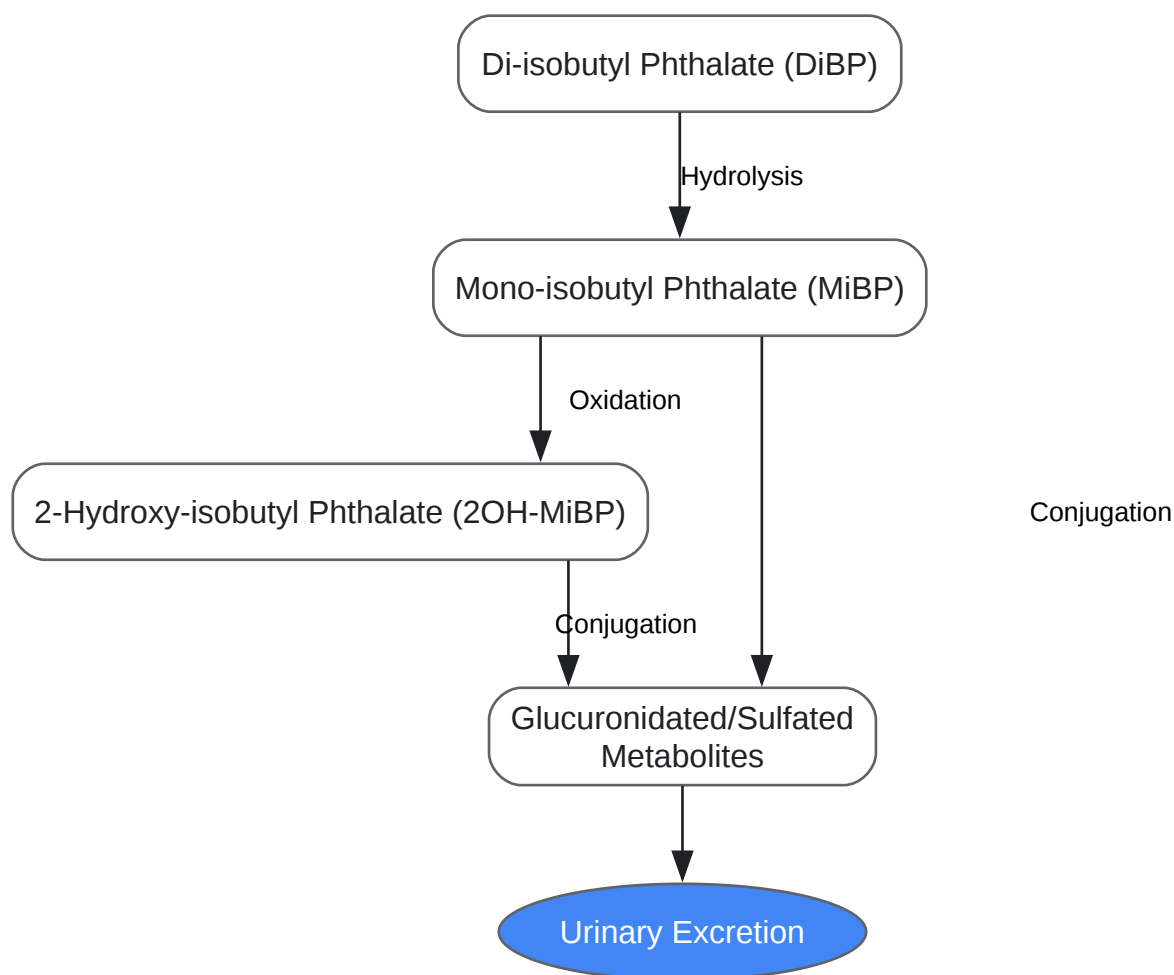 Di-isobutyl Phthalate (DiBP)
Hydrolysis
Mono-isobutyl Phthalate (MiBP)
Oxidation
2-Hydroxy-isobutyl Phthalate (2OH-MiBP)
Conjugation
Conjugation
Glucuronidated/Sulfated
Metabolites
Urinary Excretion